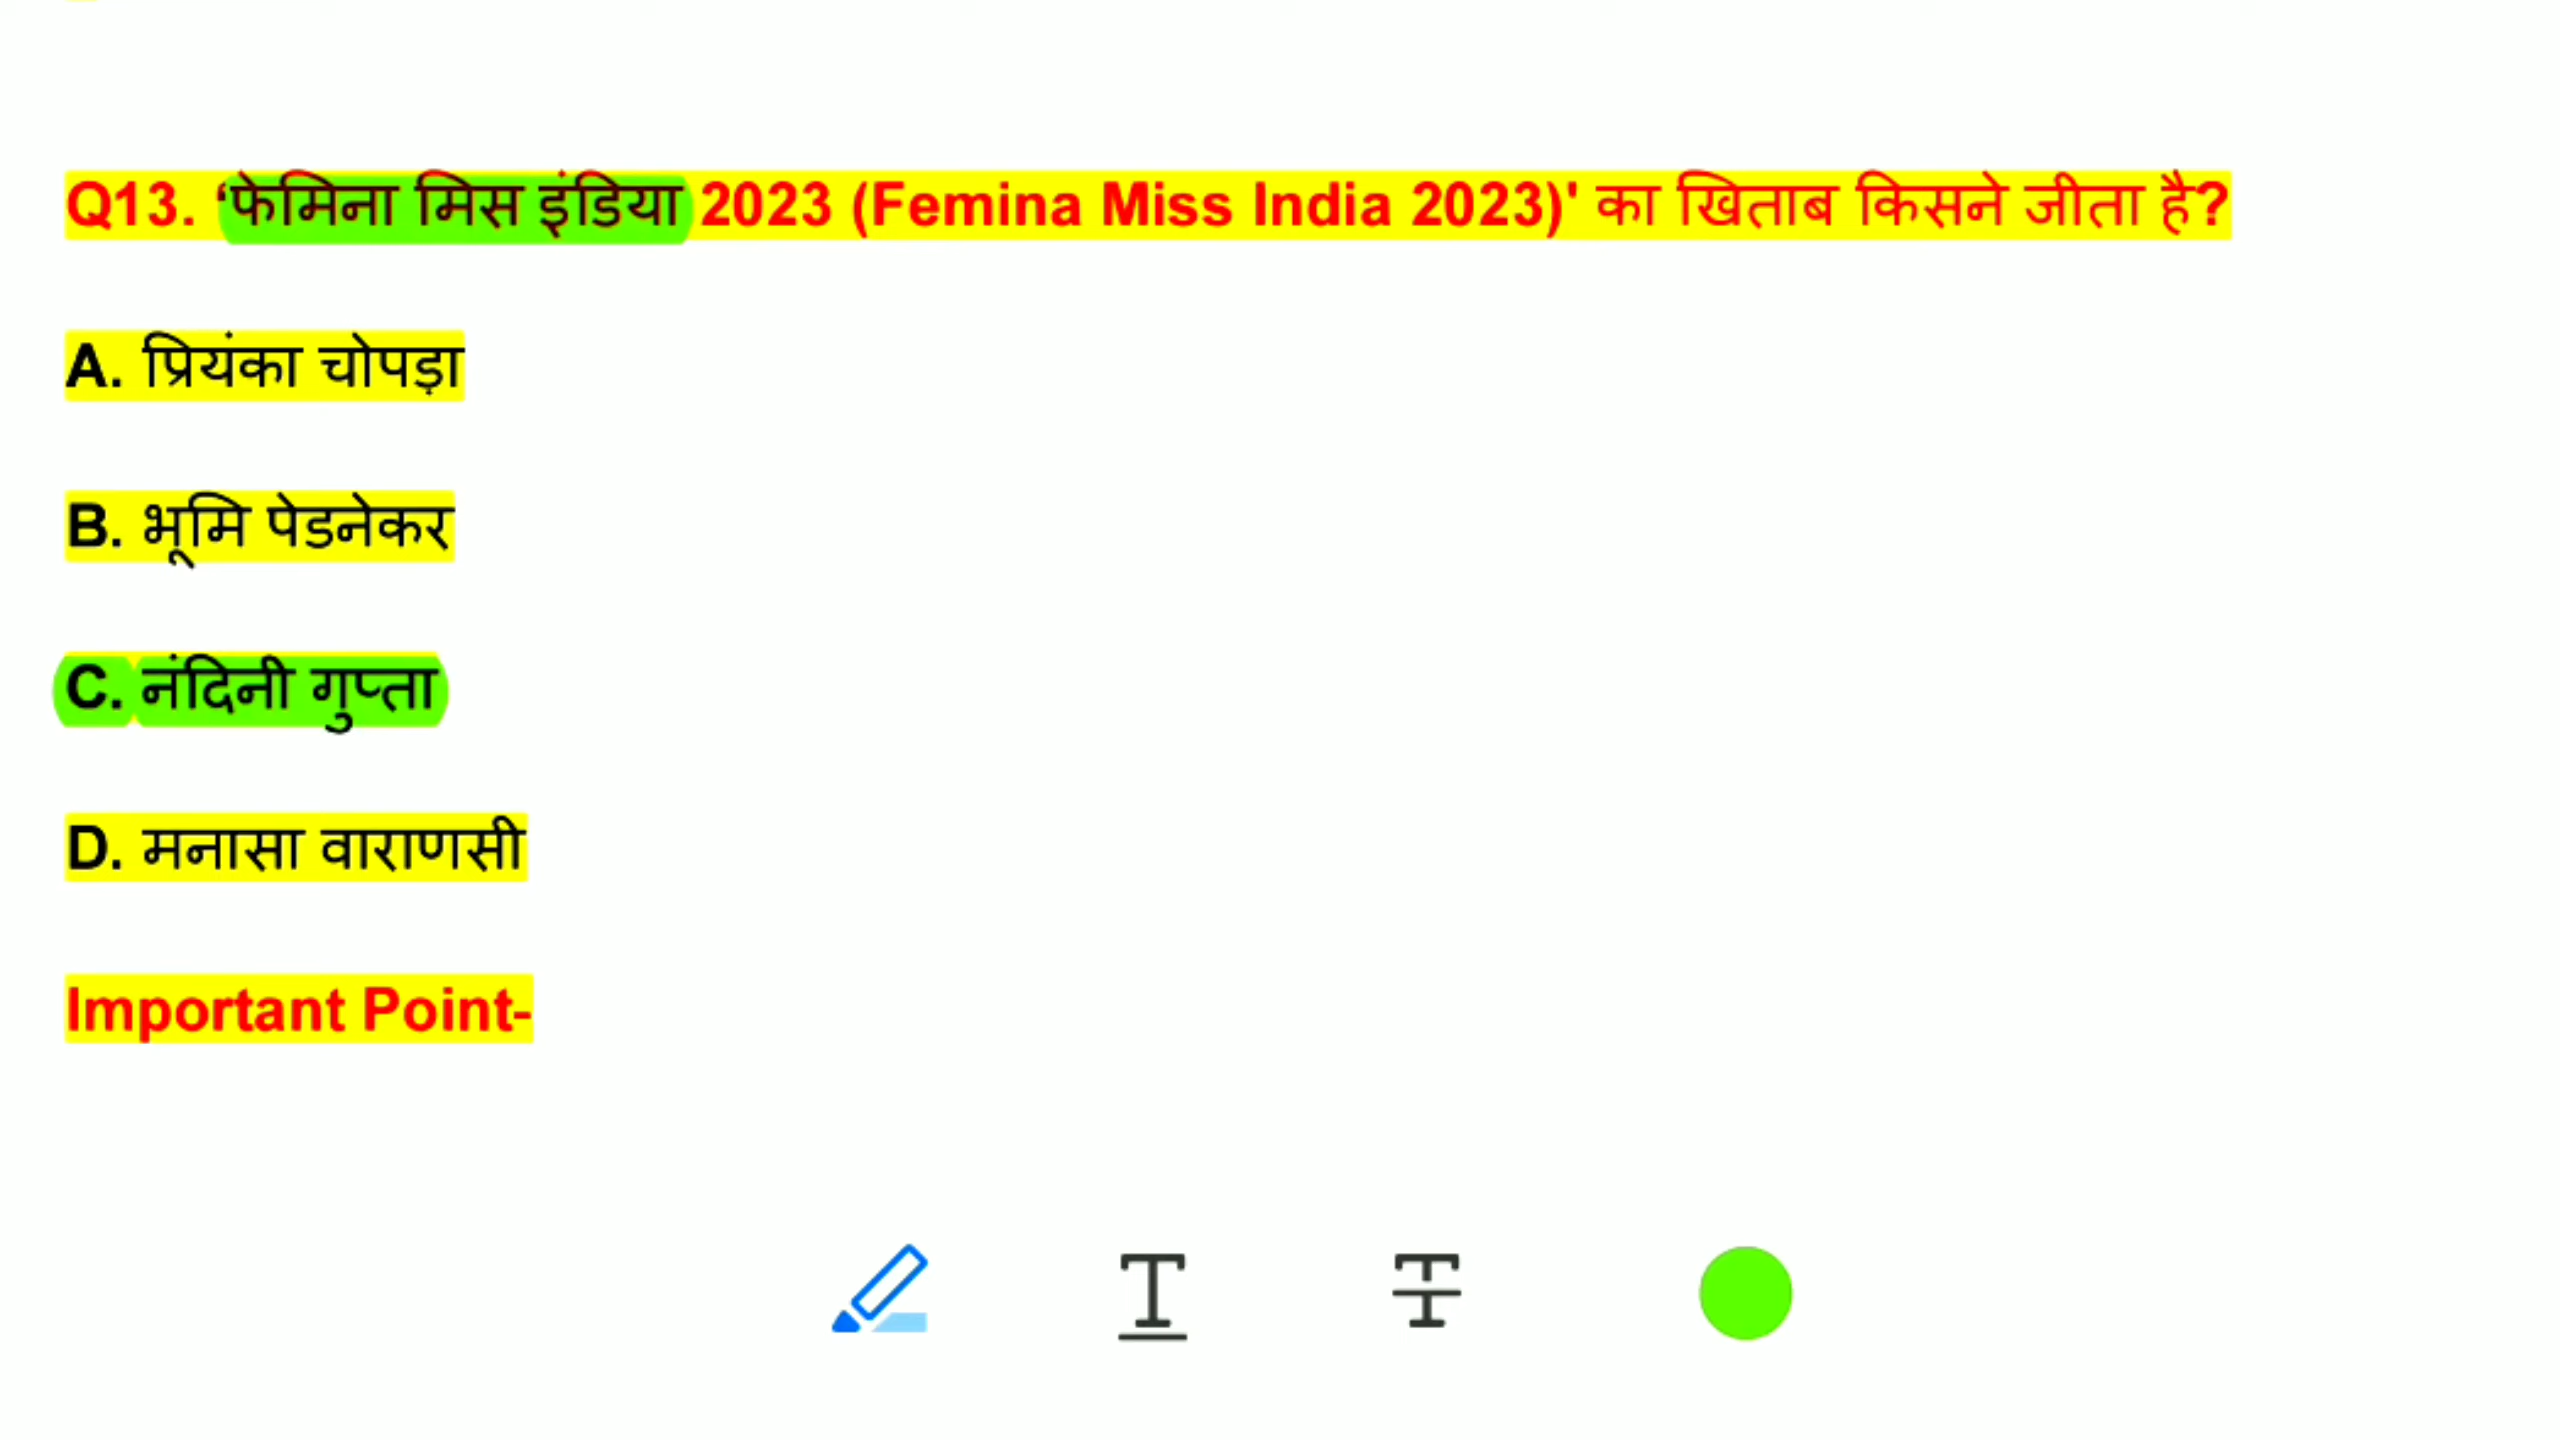 Q13. ‘फेमिना मिस इंडिया 2023 (Femina Miss India 2023)' का खिताब किसने जीता है?
A. प्रियंका चोपड़ा
B. भूमि पेडनेकर
C. नंदिनी गुप्ता
D. मनासा वाराणसी
Important Point-